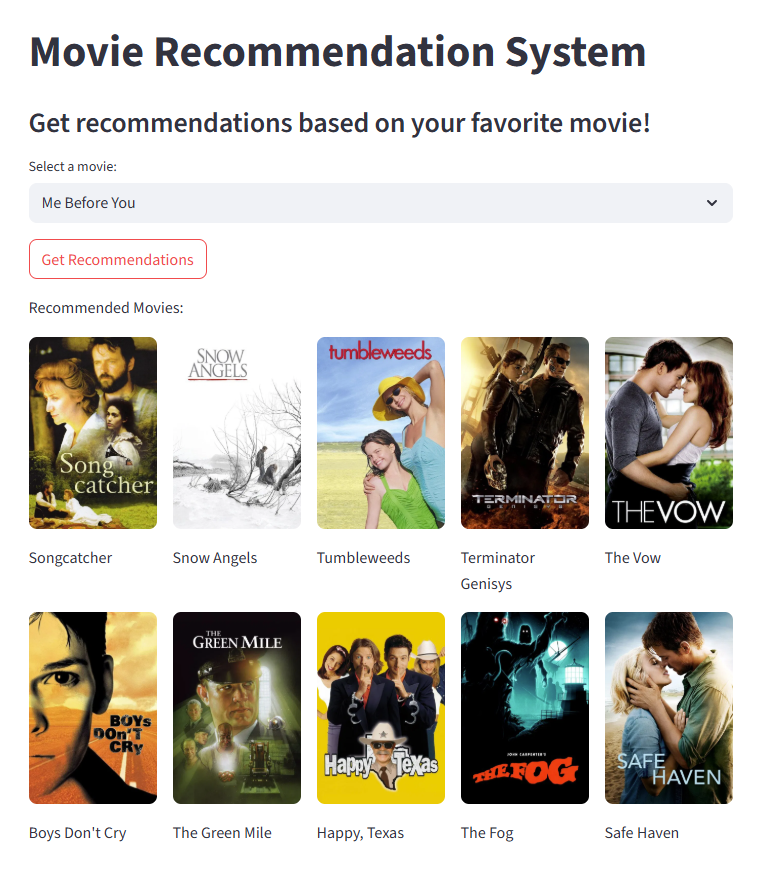 Movie Recommendation System
Get recommendations based on your favorite movie!
Select a movie:
Me Before You
Get Recommendations
Recommended Movies:
Song
catcher
SNOW
ANGELS
tumbleweeds
TERMINATOR
GENISYS
THE VOW
Songcatcher
Snow Angels
Tumbleweeds
Terminator
Genisys
The Vow
BOYs
DOn'T
CRy
THE
GREEN MILE
Happy, Texas
JOHN CARPENTER'S
THE FOG
SAFE
HAVEN
Boys Don't Cry
The Green Mile
Happy, Texas
The Fog
Safe Haven